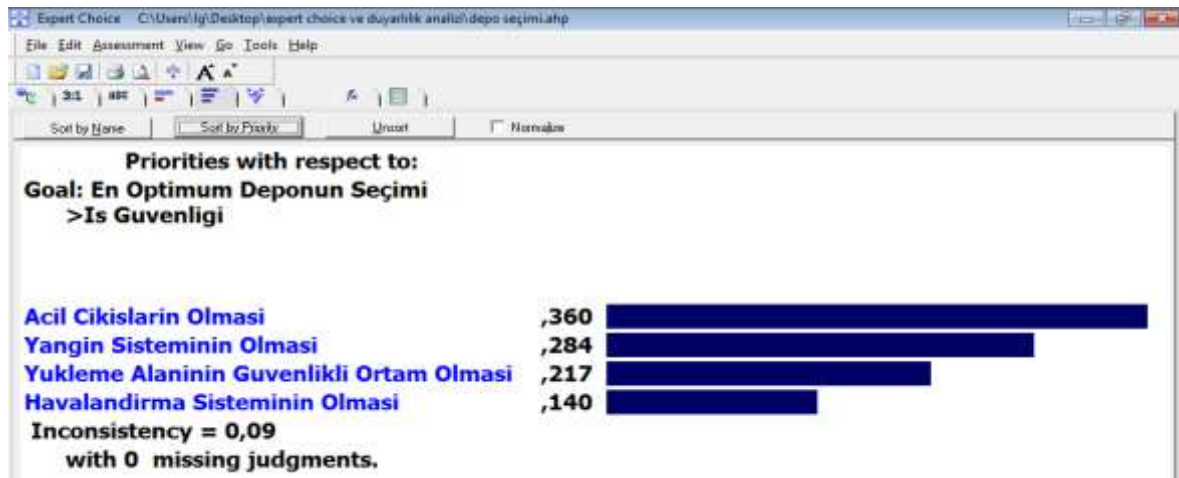 Expert Choice C:\Users\lg\Desktop\expert choice ve duyarlılık analizi\depo seçimi.ahp
File Edit Assessment View Go Tools Help
3:1 ABC
Sort by Name Sort by Priority Unsort Normalize
Priorities with respect to:
Goal: En Optimum Deponun Seçimi
>Is Guvenligi
Acil Cikislarin Olmasi ,360
Yangin Sisteminin Olmasi ,284
Yukleme Alaninin Guvenlikli Ortam Olmasi ,217
Havalandirma Sisteminin Olmasi ,140
Inconsistency = 0,09
with 0 missing judgments.